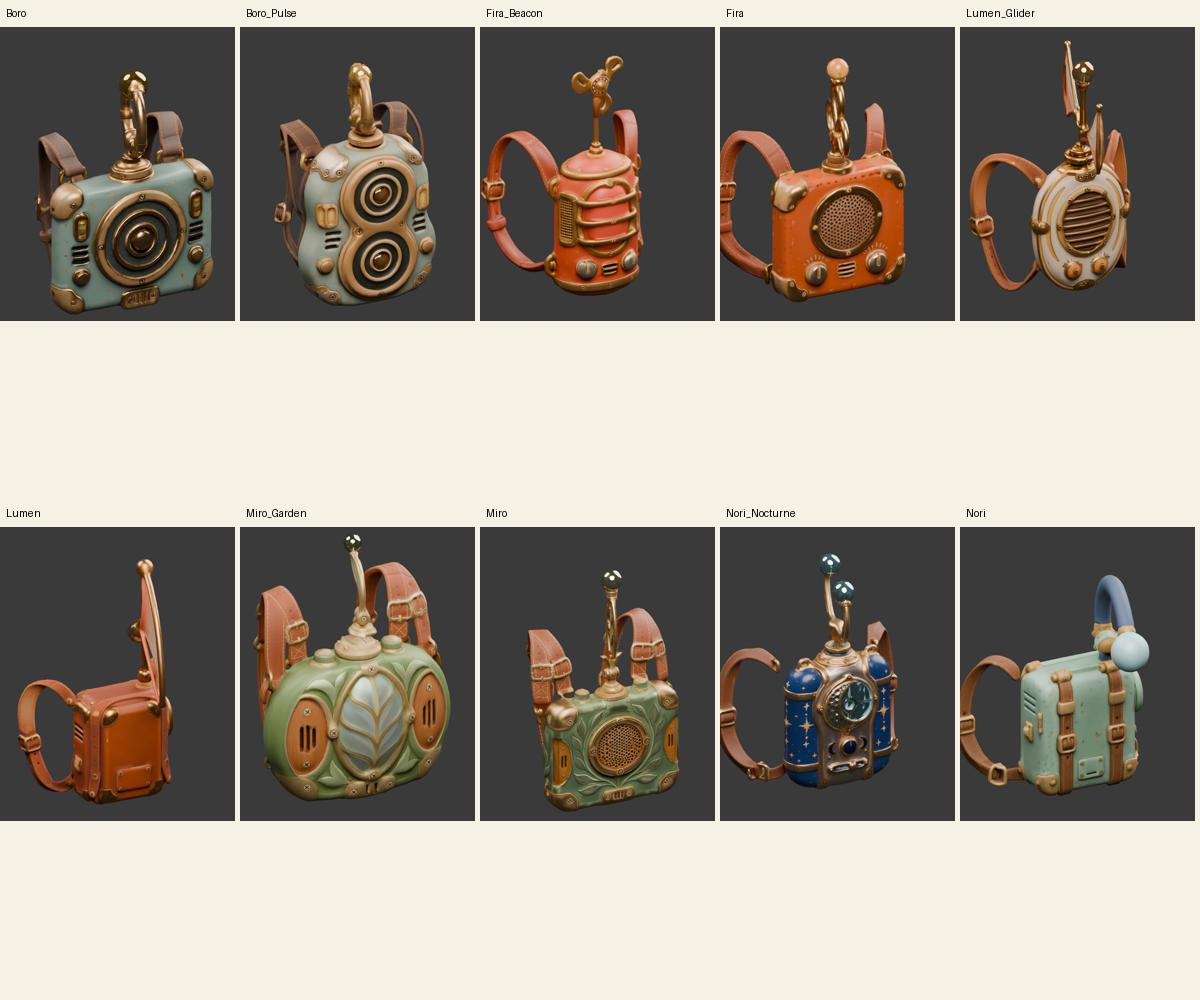 Boro
Boro_Pulse
Fira_Beacon
Fira
Lumen_Glider
Lumen
Miro_Garden
Miro
Nori_Nocturne
Nori